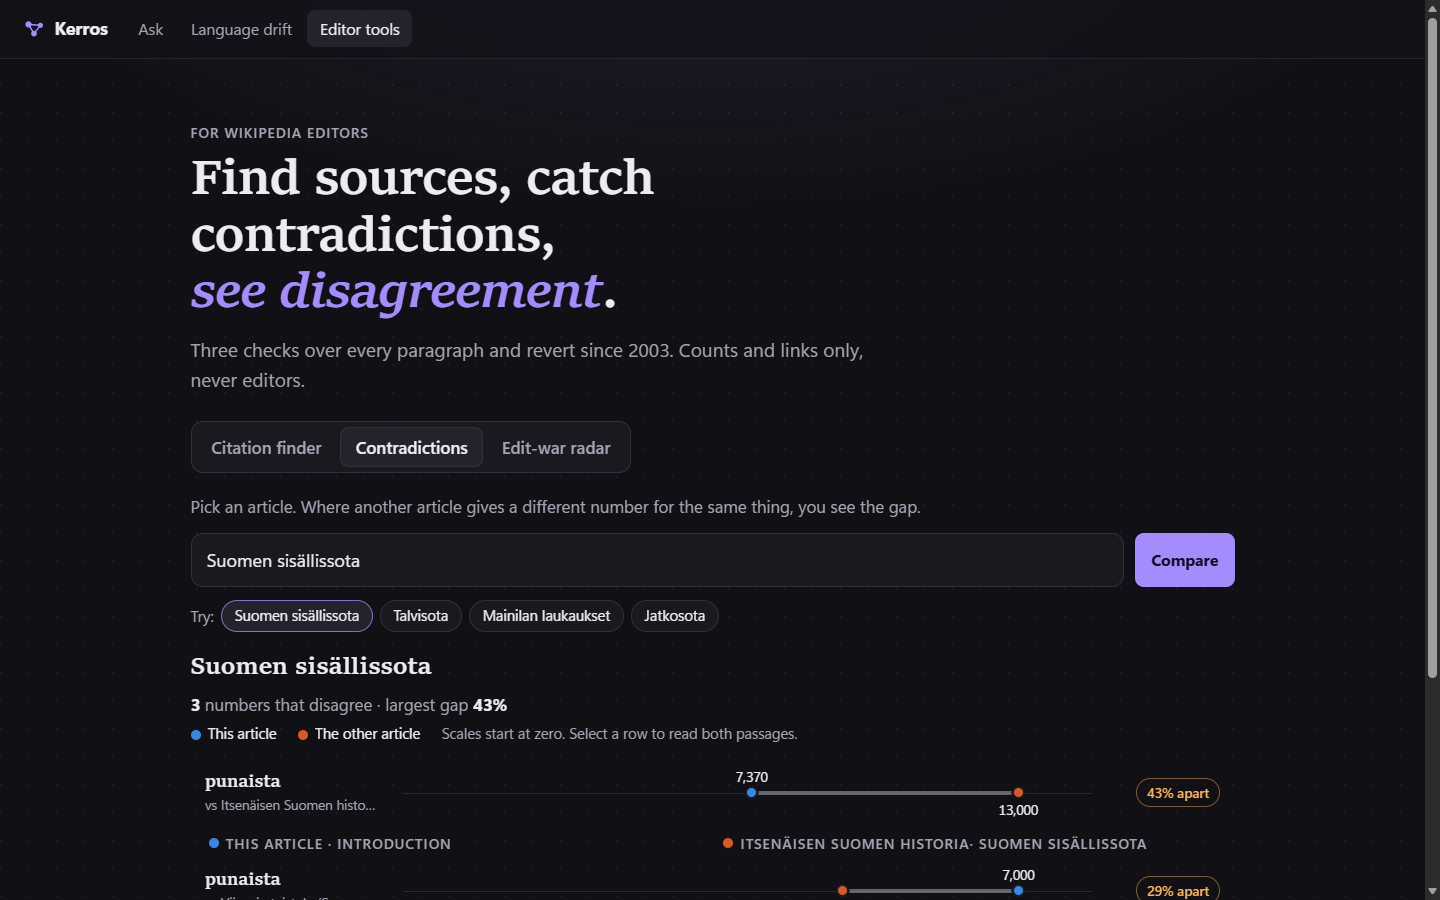 Kerros
Ask
Language drift
Editor tools
FOR WIKIPEDIA EDITORS
Find sources, catch
contradictions,
see disagreement.
Three checks over every paragraph and revert since 2003. Counts and links only,
never editors.
Citation finder
Contradictions
Edit-war radar
Pick an article. Where another article gives a different number for the same thing, you see the gap.
Suomen sisällissota
Compare
Try:
Suomen sisällissota
Talvisota
Mainilan laukaukset
Jatkosota
Suomen sisällissota
3 numbers that disagree · largest gap 43%
This article
The other article
Scales start at zero. Select a row to read both passages.
punaista
vs Itsenäisen Suomen histo...
7,370
13,000
43% apart
THIS ARTICLE · INTRODUCTION
ITSENÄISEN SUOMEN HISTORIA· SUOMEN SISÄLLISSOTA
punaista
7,000
29% apart